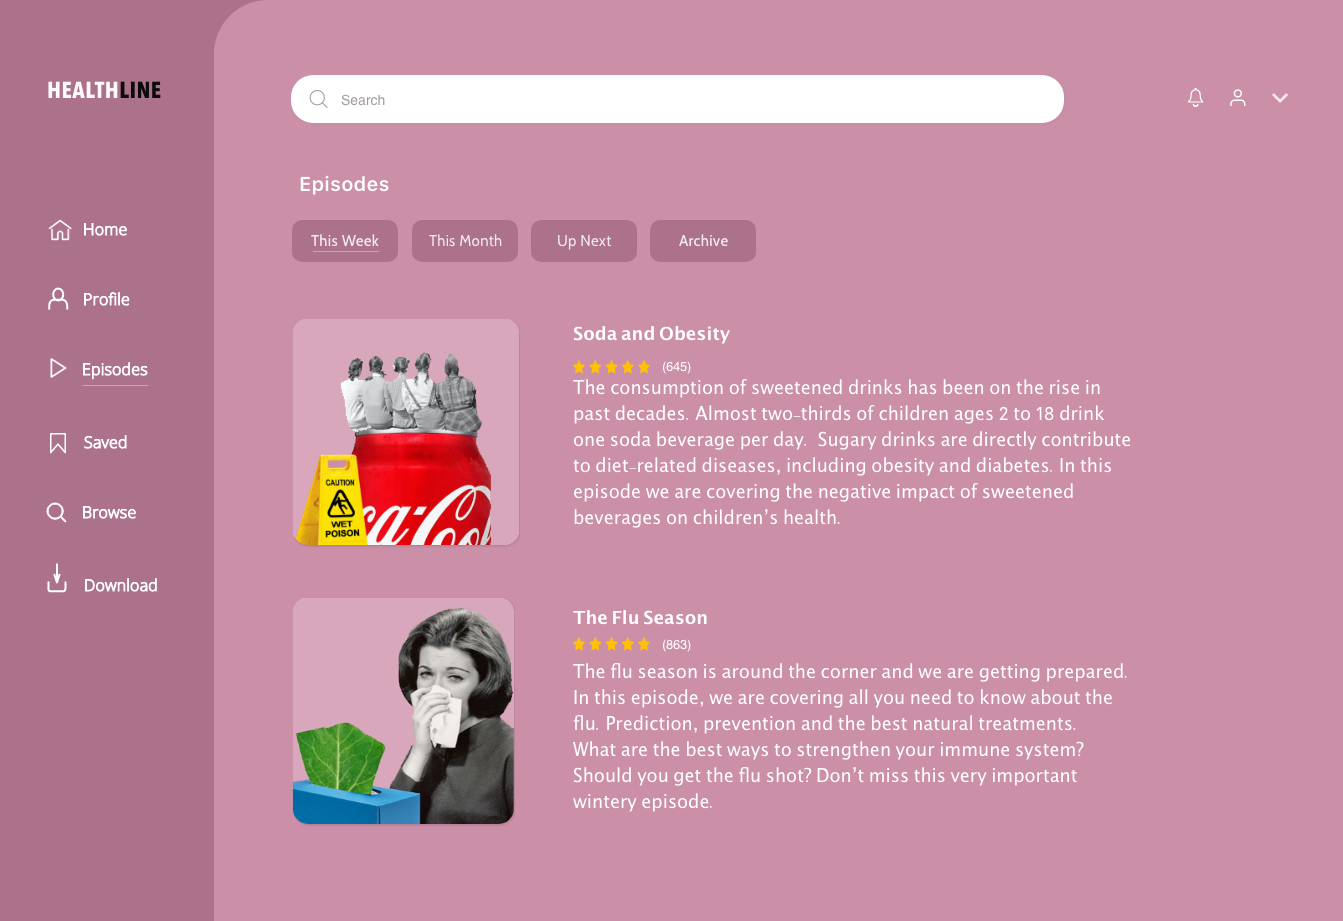 HEALTHLINE
Search
Home
Profile
Episodes
Saved
Browse
Download
Episodes
This Week
This Month
Up Next
Archive
CAUTION
WET
POISON
ca-Col
Soda and Obesity
(645)
The consumption of sweetened drinks has been on the rise in
past decades. Almost two-thirds of children ages 2 to 18 drink
one soda beverage per day.  Sugary drinks are directly contribute
to diet-related diseases, including obesity and diabetes. In this
episode we are covering the negative impact of sweetened
beverages on children’s health.
The Flu Season
(863)
The flu season is around the corner and we are getting prepared.
In this episode, we are covering all you need to know about the
flu. Prediction, prevention and the best natural treatments.
What are the best ways to strengthen your immune system?
Should you get the flu shot? Don’t miss this very important
wintery episode.